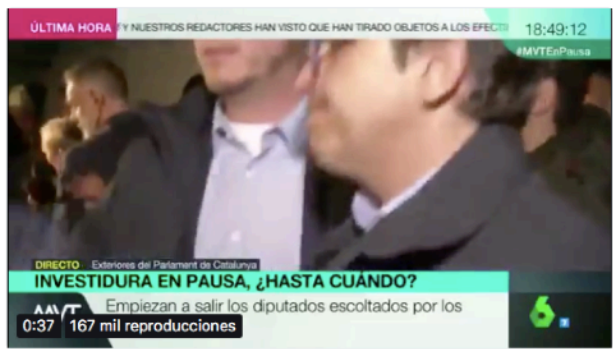 ÚLTIMA HORA
Y NUESTROS REDACTORES HAN VISTO QUE HAN TIRADO OBJETOS A LOS EFECTI
18:49:12
#MVTEnPausa
DIRECTO Exteriores del Parlament de Catalunya
INVESTIDURA EN PAUSA, ¿HASTA CUÁNDO?
MVT Empiezan a salir los diputados escoltados por los
0:37 167 mil reproducciones
6